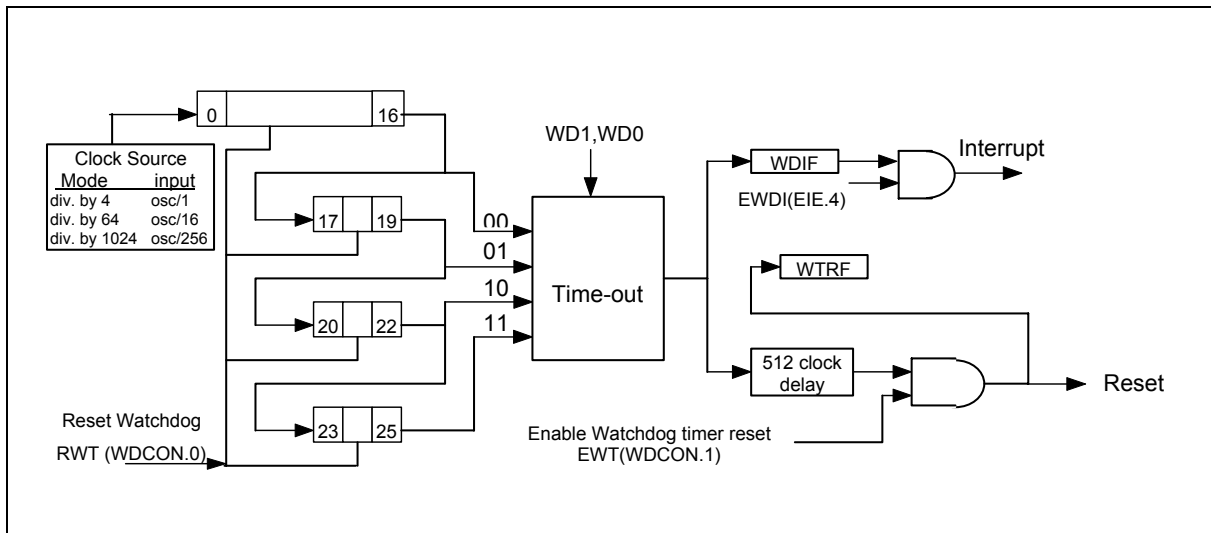 0
16
Clock Source
Mode input
div. by 4 osc/1
div. by 64 osc/16
div. by 1024 osc/256
17 19
20 22
23 25
Reset Watchdog
RWT (WDCON.0)
WD1,WD0
00
01
10
11
Time-out
WDIF
EWDI(EIE.4)
Interrupt
WTRF
512 clock
delay
Reset
Enable Watchdog timer reset
EWT(WDCON.1)